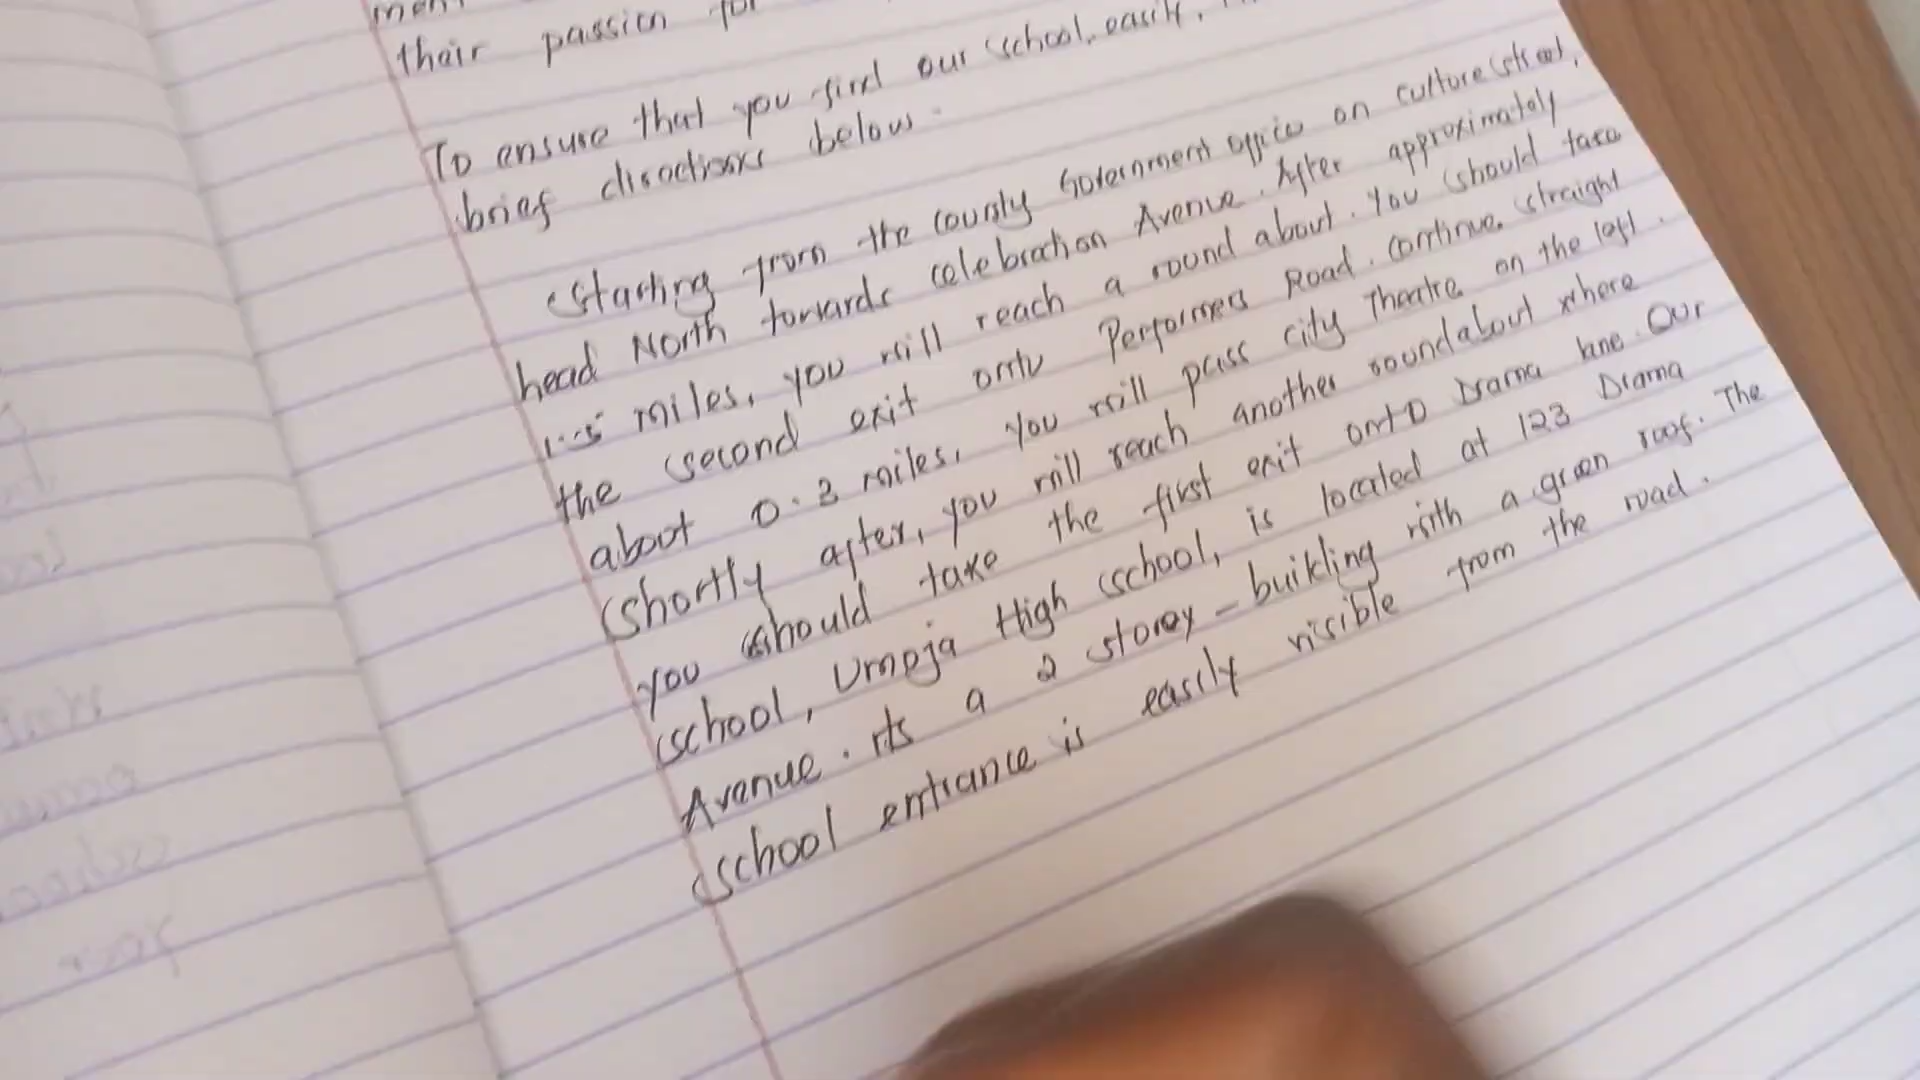 their passion for
To ensure that you find our school, easily,
brief directions below.
Starting from the county Government office on culture street,
head North towards celebration Avenue. After approximately
1.5 miles, you will reach a round about. You should take
the second exit onto Performers Road. continue straight
about 0.3 miles, you will pass city Theatre on the left.
Shortly after, you will reach another roundabout where
you should take the first exit onto Drama lane. Our
school, Umoja High school, is located at 123 Drama
Avenue. its a 2 storey-building with a green roof. The
school entrance is easily visible from the road.